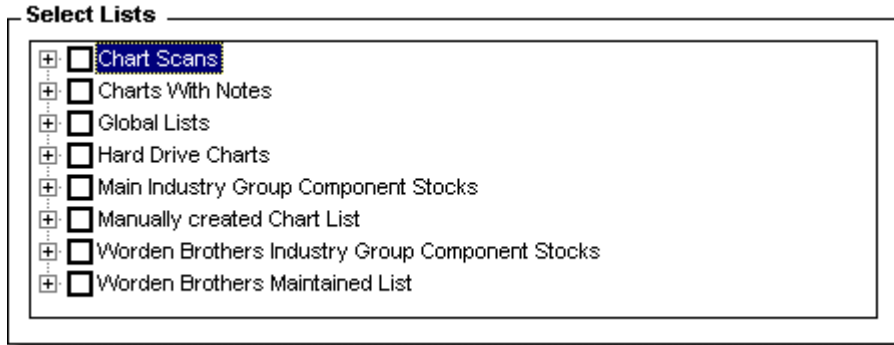 Select Lists
Chart Scans
Charts With Notes
Global Lists
Hard Drive Charts
Main Industry Group Component Stocks
Manually created Chart List
Worden Brothers Industry Group Component Stocks
Worden Brothers Maintained List